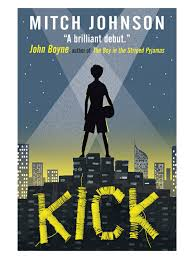 MITCH JOHNSON
"A brilliant debut."
John Boyne author of The Boy in the Striped Pyjamas
KICK